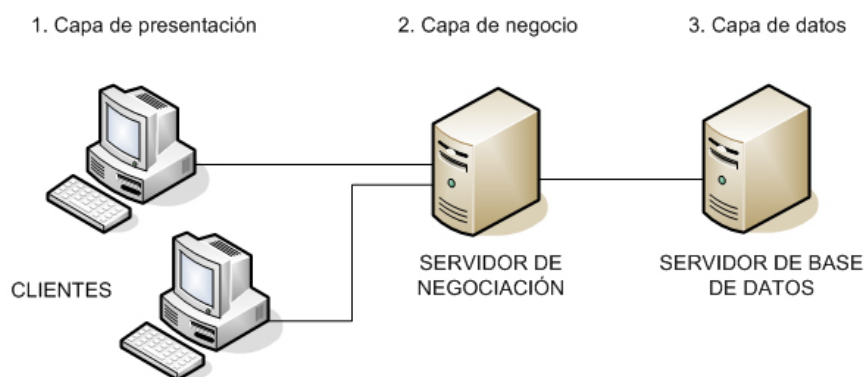 1. Capa de presentación
2. Capa de negocio
3. Capa de datos
CLIENTES
SERVIDOR DE
NEGOCIACIÓN
SERVIDOR DE BASE
DE DATOS